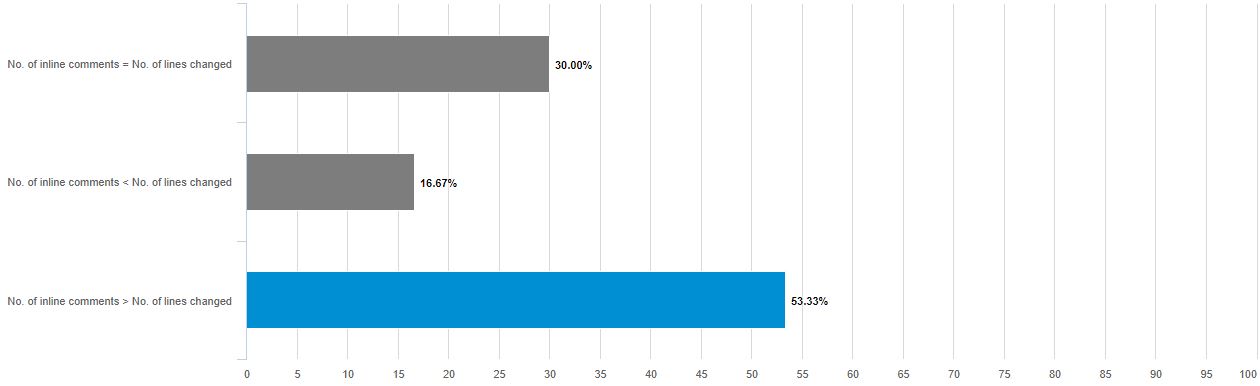 No. of inline comments = No. of lines changed
30.00%
No. of inline comments < No. of lines changed
16.67%
No. of inline comments > No. of lines changed
53.33%
0 5 10 15 20 25 30 35 40 45 50 55 60 65 70 75 80 85 90 95 100